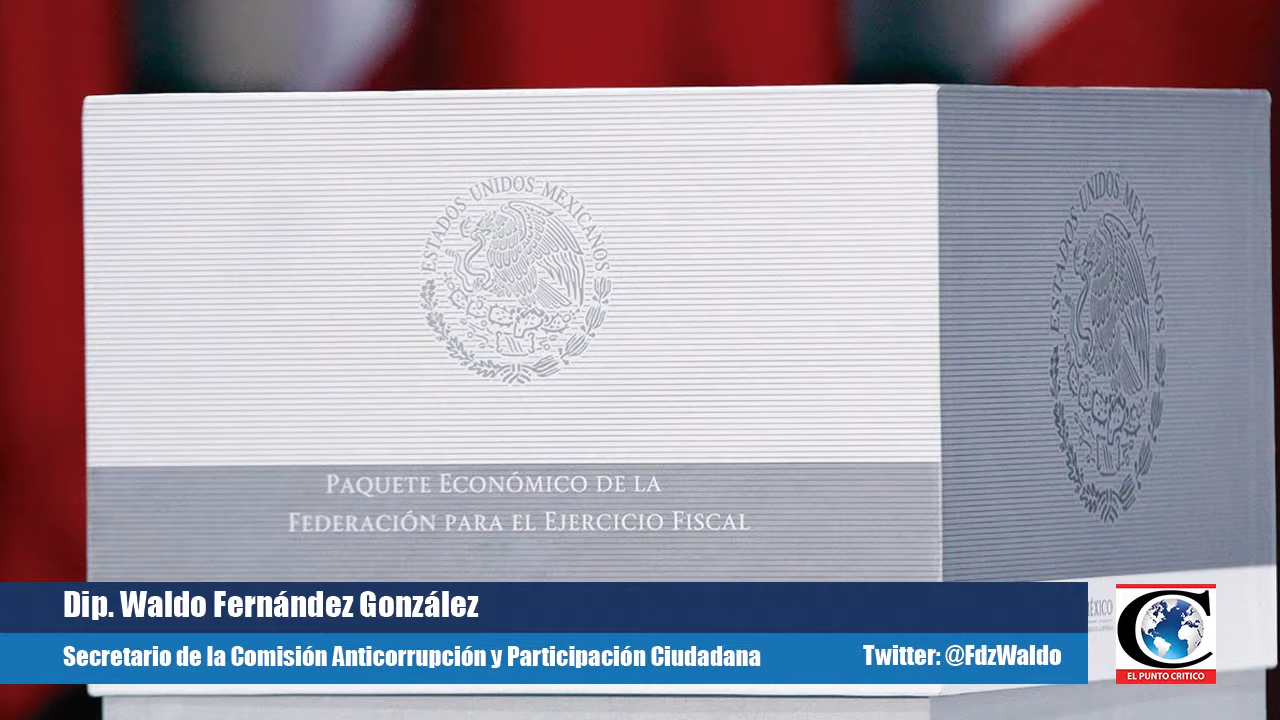 ESTADOS UNIDOS MEXICANOS
ESTADOS UNIDOS MEXICANOS
PAQUETE ECONÓMICO DE LA
FEDERACIÓN PARA EL EJERCICIO FISCAL
Dip. Waldo Fernández González
Secretario de la Comisión Anticorrupción y Participación Ciudadana
Twitter: @FdzWaldo
C
EL PUNTO CRITICO